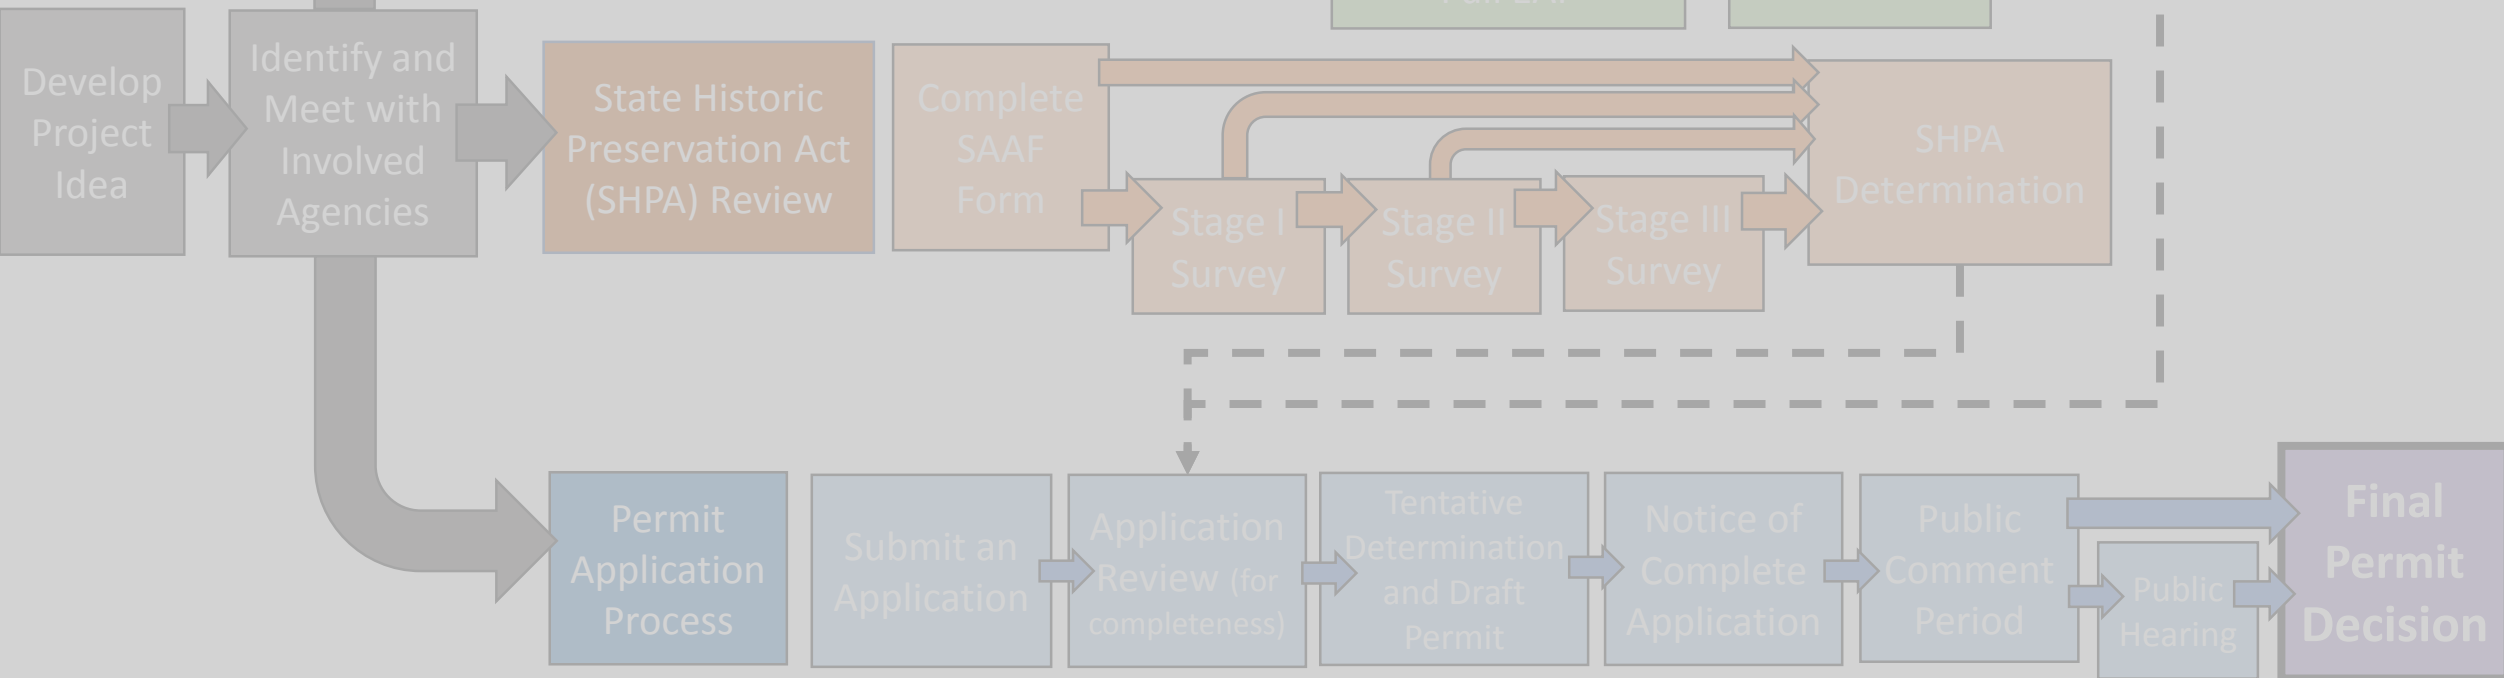 Develop
Project
Idea
Identify and
Meet with
Involved
Agencies
State Historic
Preservation Act
(SHPA) Review
Complete
SAAF
Form
Stage I
Survey
Stage II
Survey
Stage III
Survey
SHPA
Determination
Permit
Application
Process
Submit an
Application
Application
Review (for
completeness)
Tentative
Determination
and Draft
Permit
Notice of
Complete
Application
Public
Comment
Period
Public
Hearing
Final
Permit
Decision